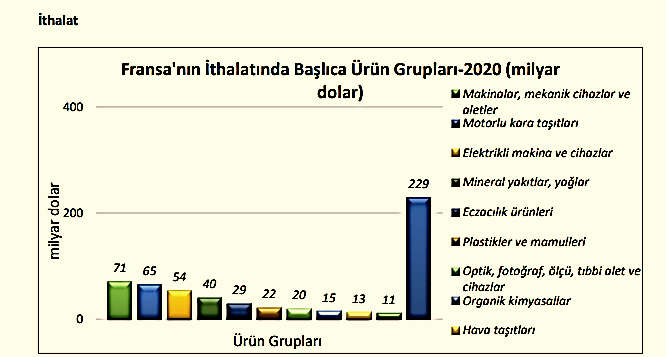 İthalat
Fransa'nın İthalatında Başlıca Ürün Grupları-2020 (milyar
dolar)
400
200
0
milyar dolar
71
65
54
40
29
22
20
15
13
11
229
Ürün Grupları
Makinalar, mekanik cihazlar ve
aletler
Motorlu kara taşıtları
Elektrikli makina ve cihazlar
Mineral yakıtlar, yağlar
Eczacılık ürünleri
Plastikler ve mamulleri
Optik, fotoğraf, ölçü, tıbbi alet ve
cihazlar
Organik kimyasallar
Hava taşıtları